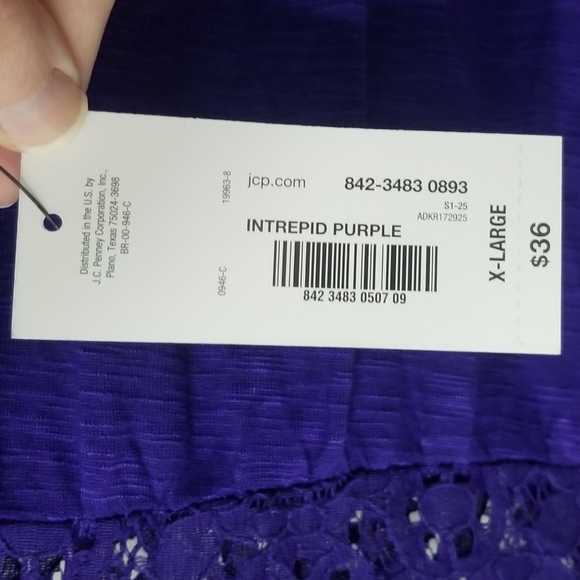 Distributed in the U.S. by
J.C. Penney Corporation, Inc.,
Plano, Texas 75024-3698
BR-00-946-C
19963-8
0946-C
jcp.com
842-3483 0893
S1-25
ADKR172925
INTREPID PURPLE
842 3483 0507 09
X-LARGE
$36